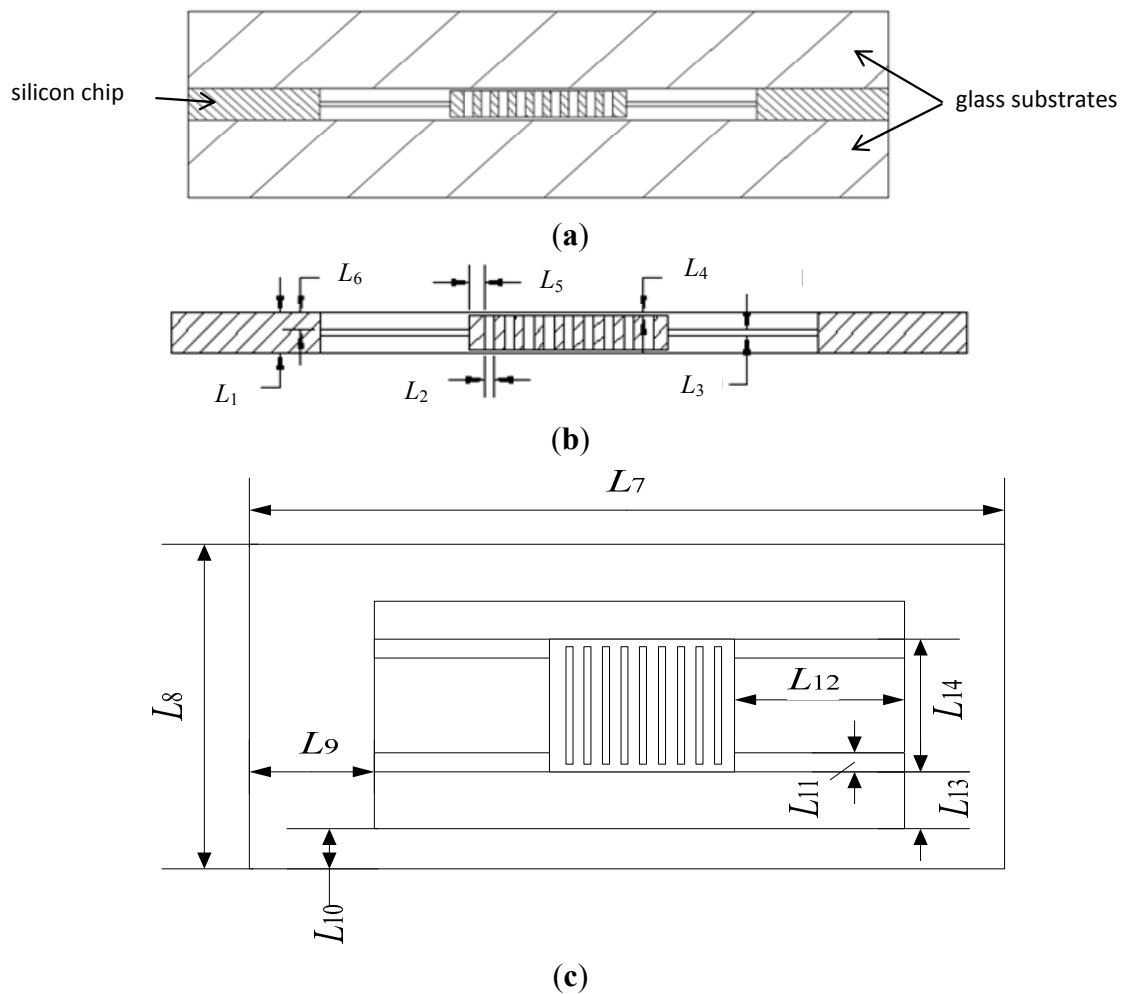 silicon chip
glass substrates
(a)
L6
L5
L4
L1
L2
L3
(b)
L7
L8
L12
L14
L9
L11
L13
L10
(c)